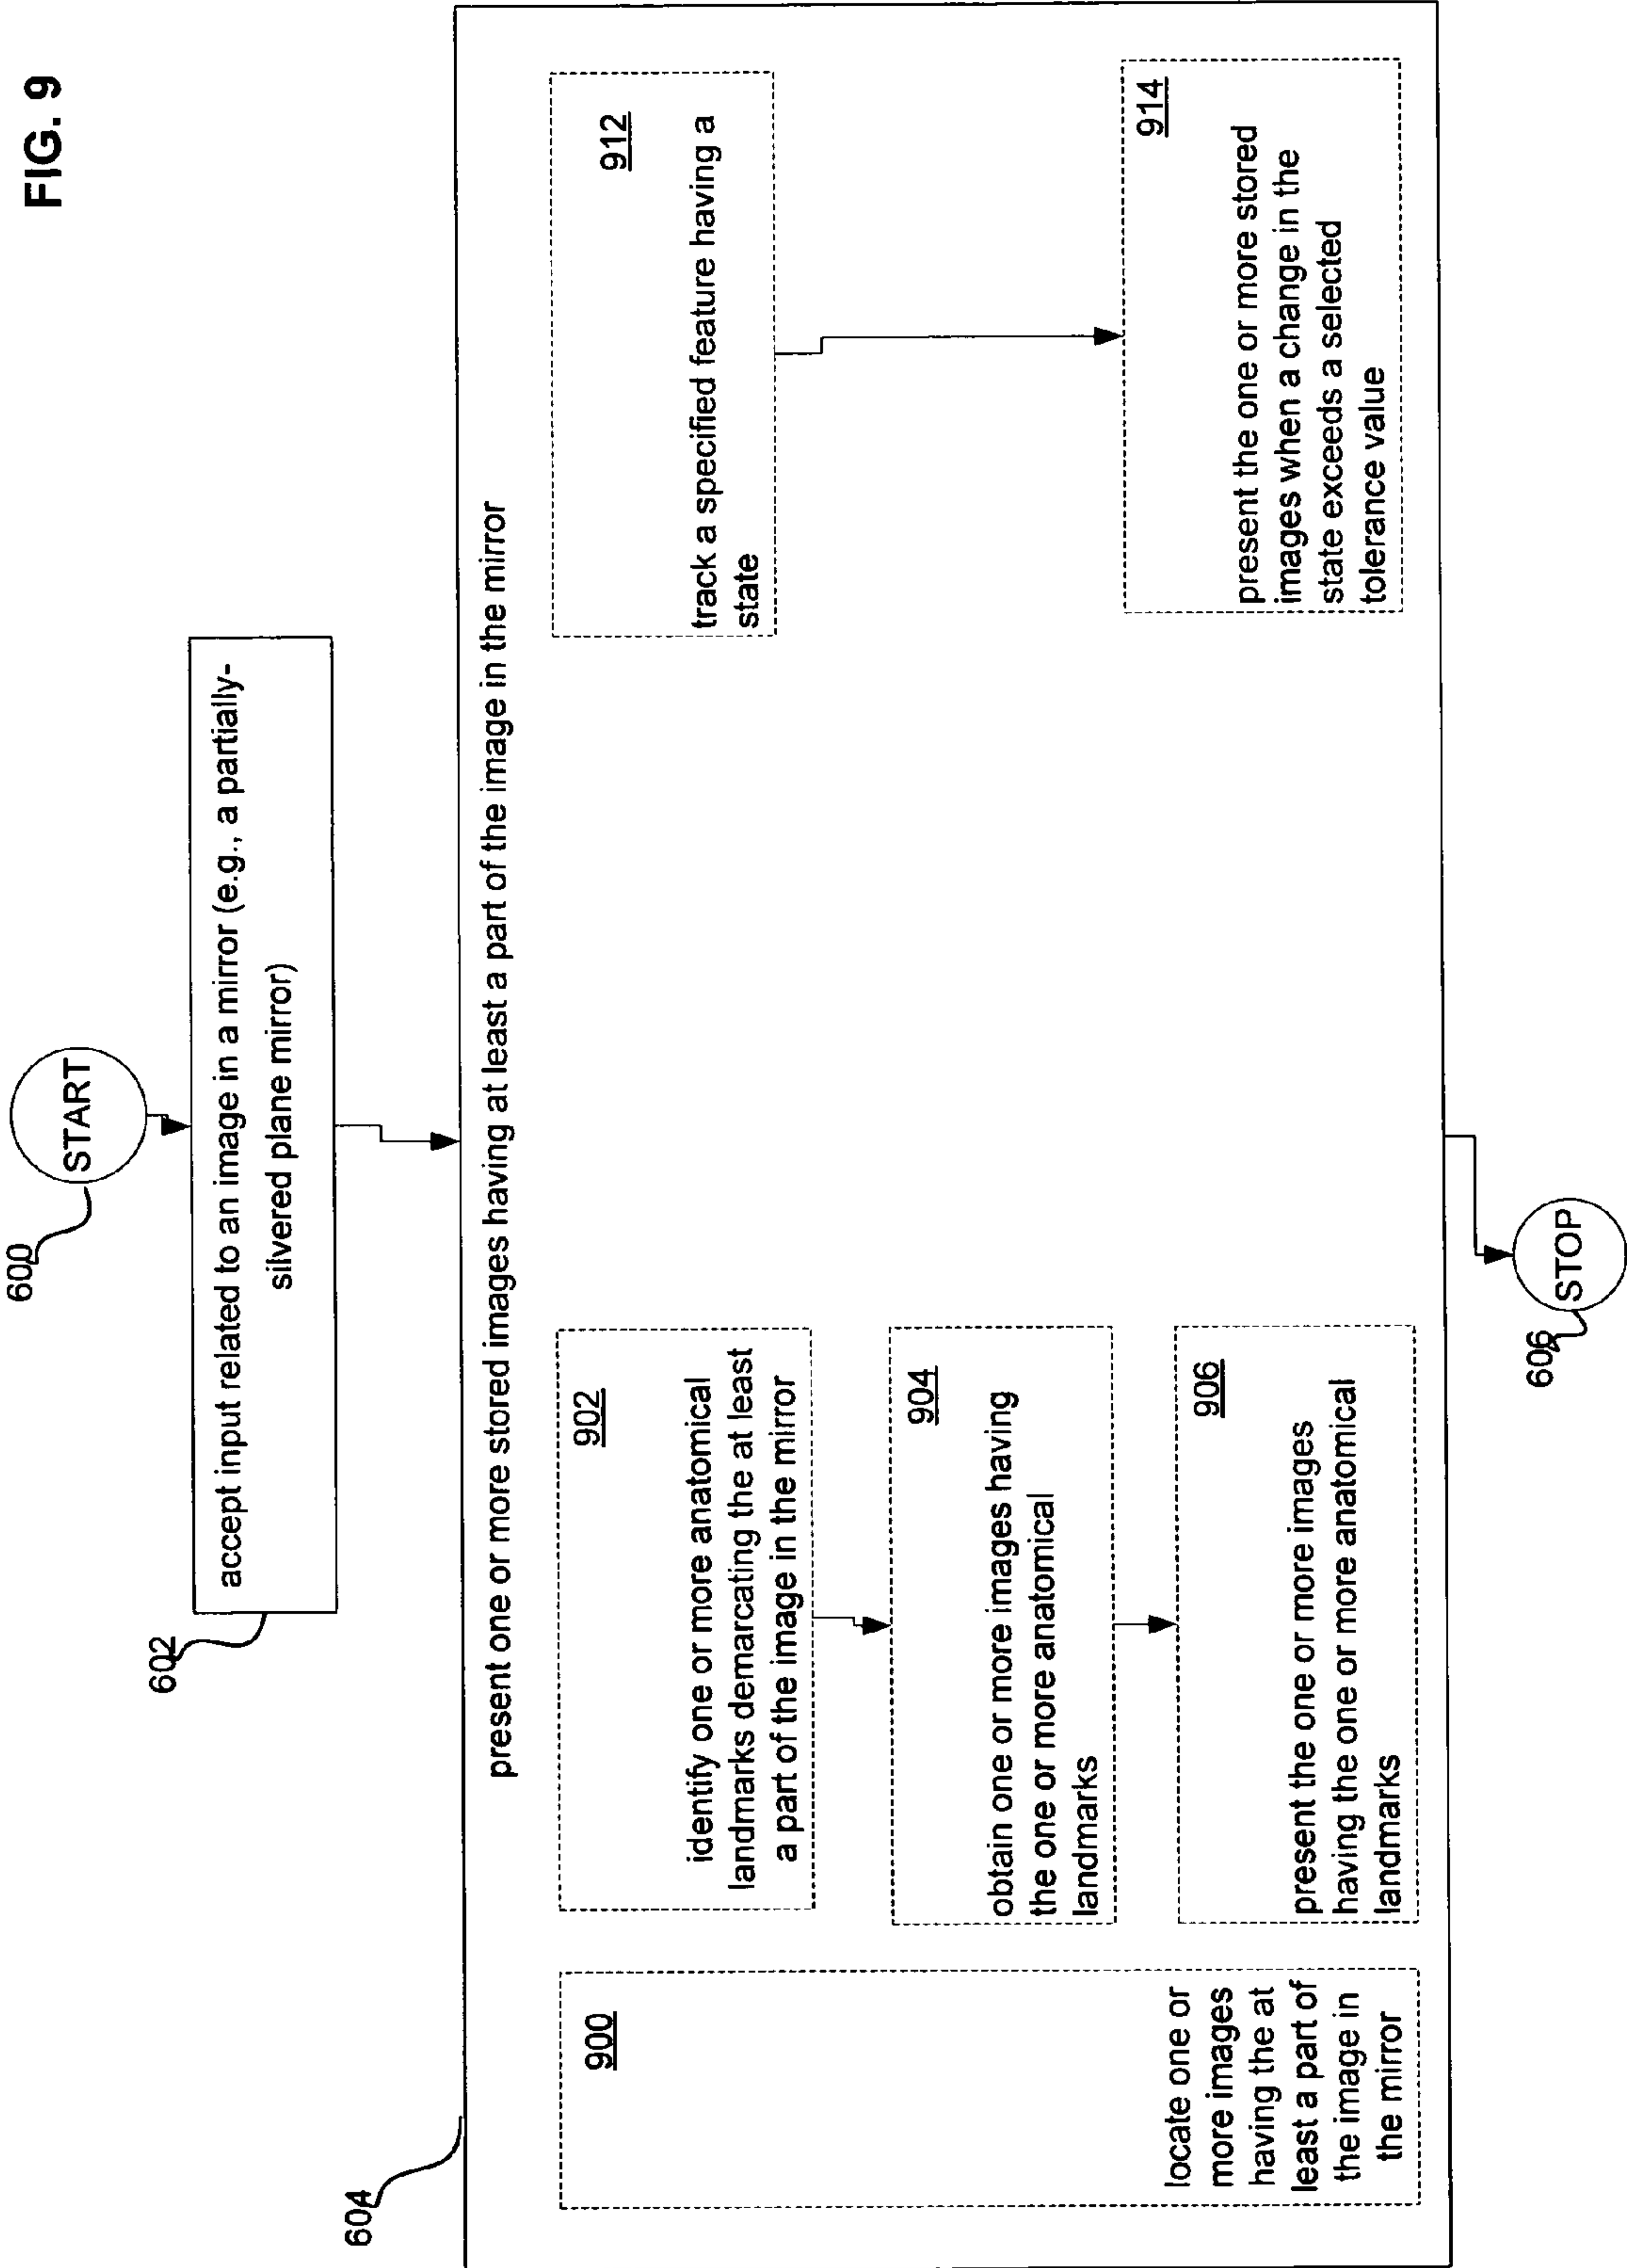 FIG. 9
600
START
602
accept input related to an image in a mirror (e.g., a partially-
silvered plane mirror)
604
present one or more stored images having at least a part of the image in the mirror
900
locate one or
more images
having the at
least a part of
the image in
the mirror
902
identify one or more anatomical
landmarks demarcating the at least
a part of the image in the mirror
904
obtain one or more images having
the one or more anatomical
landmarks
906
present the one or more images
having the one or more anatomical
landmarks
912
track a specified feature having a
state
914
present the one or more stored
images when a change in the
state exceeds a selected
tolerance value
606
STOP